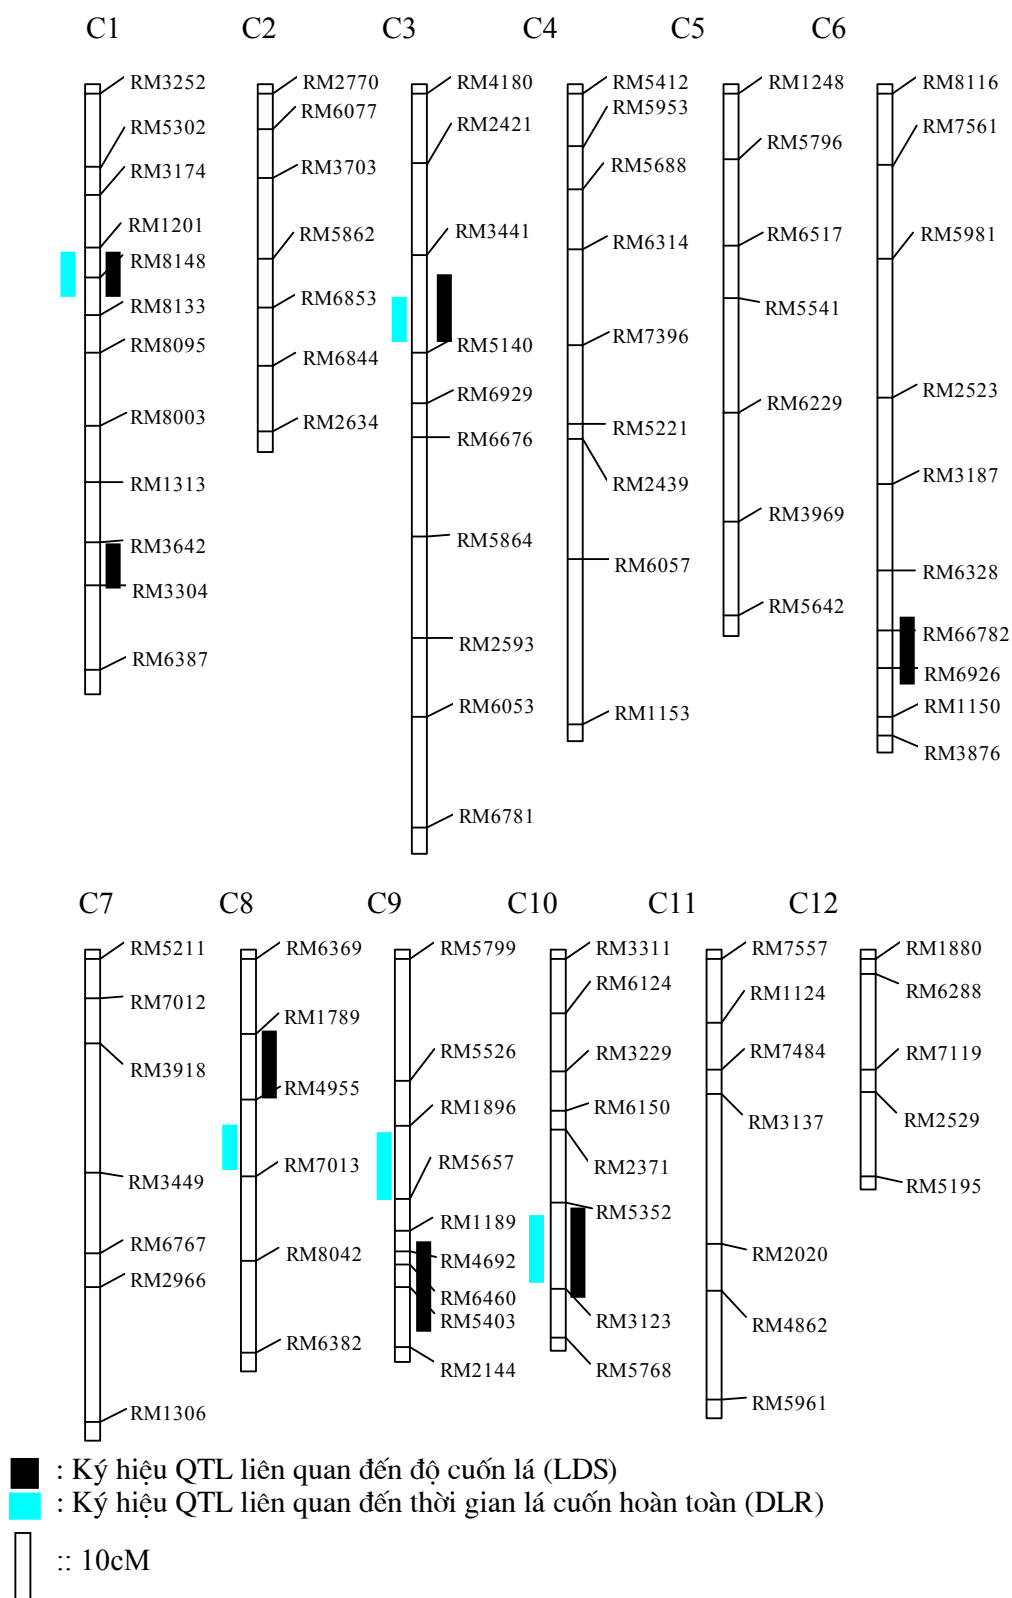 C1 C2 C3 C4 C5 C6
RM3252
RM5302
RM3174
RM1201
RM8148
RM8133
RM8095
RM8003
RM1313
RM3642
RM3304
RM6387
RM2770
RM6077
RM3703
RM5862
RM6853
RM6844
RM2634
RM4180
RM2421
RM3441
RM5140
RM6929
RM6676
RM5864
RM2593
RM6053
RM6781
RM5412
RM5953
RM5688
RM6314
RM7396
RM5221
RM2439
RM6057
RM1153
RM1248
RM5796
RM6517
RM5541
RM6229
RM3969
RM5642
RM8116
RM7561
RM5981
RM2523
RM3187
RM6328
RM66782
RM6926
RM1150
RM3876
C7 C8 C9 C10 C11 C12
RM5211
RM7012
RM3918
RM3449
RM6767
RM2966
RM1306
RM6369
RM1789
RM4955
RM7013
RM8042
RM6382
RM5799
RM5526
RM1896
RM5657
RM1189
RM4692
RM6460
RM5403
RM2144
RM3311
RM6124
RM3229
RM6150
RM2371
RM5352
RM3123
RM5768
RM7557
RM1124
RM7484
RM3137
RM2020
RM4862
RM5961
RM1880
RM6288
RM7119
RM2529
RM5195
: Ký hiệu QTL liên quan đến độ cuốn lá (LDS)
: Ký hiệu QTL liên quan đến thời gian lá cuốn hoàn toàn (DLR)
:: 10cM